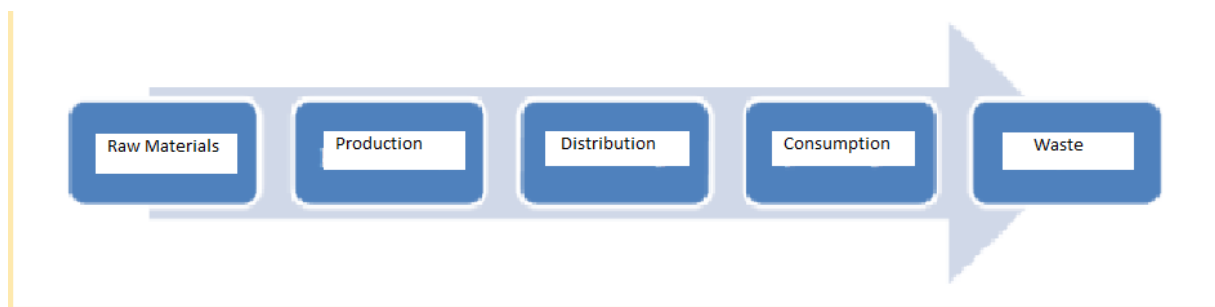 Raw Materials
Production
Distribution
Consumption
Waste